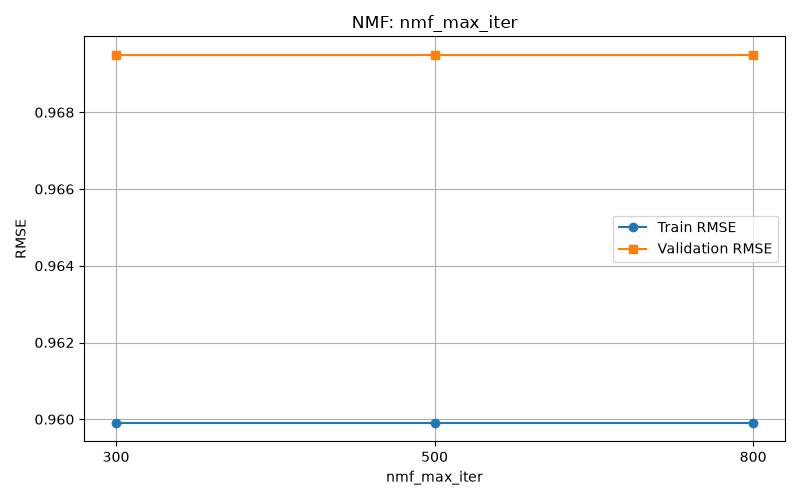 NMF: nmf_max_iter
RMSE
0.968
0.966
0.964
0.962
0.960
Train RMSE
Validation RMSE
300 500 800
nmf_max_iter